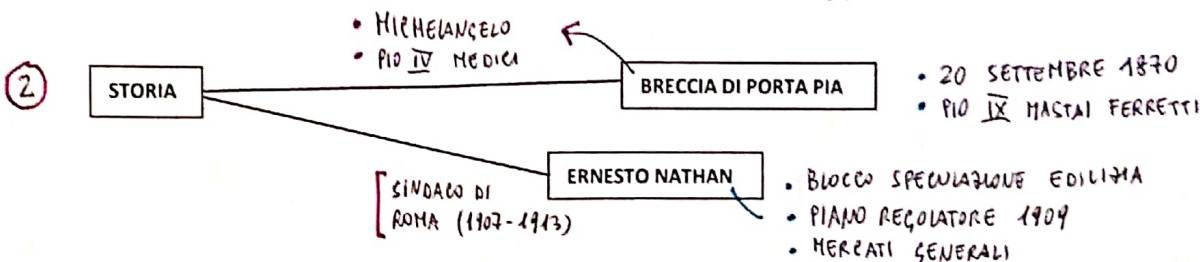 • MICHELANGELO
• PIO IV MEDICI
2
STORIA
BRECCIA DI PORTA PIA
• 20 SETTEMBRE 1870
• PIO IX MASTAI FERRETTI
ERNESTO NATHAN
[SINDACO DI
ROMA (1907-1913)
• BLOCCO SPECULAZIONE EDILIZIA
• PIANO REGOLATORE 1909
• MERCATI GENERALI